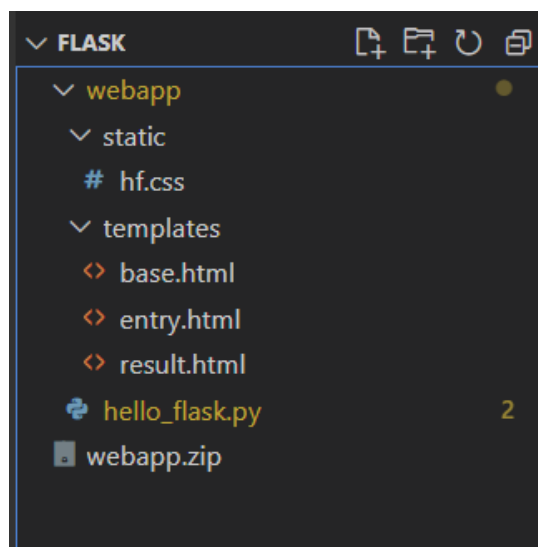 FLASK
webapp
static
# hf.css
templates
<> base.html
<> entry.html
<> result.html
hello_flask.py 2
webapp.zip